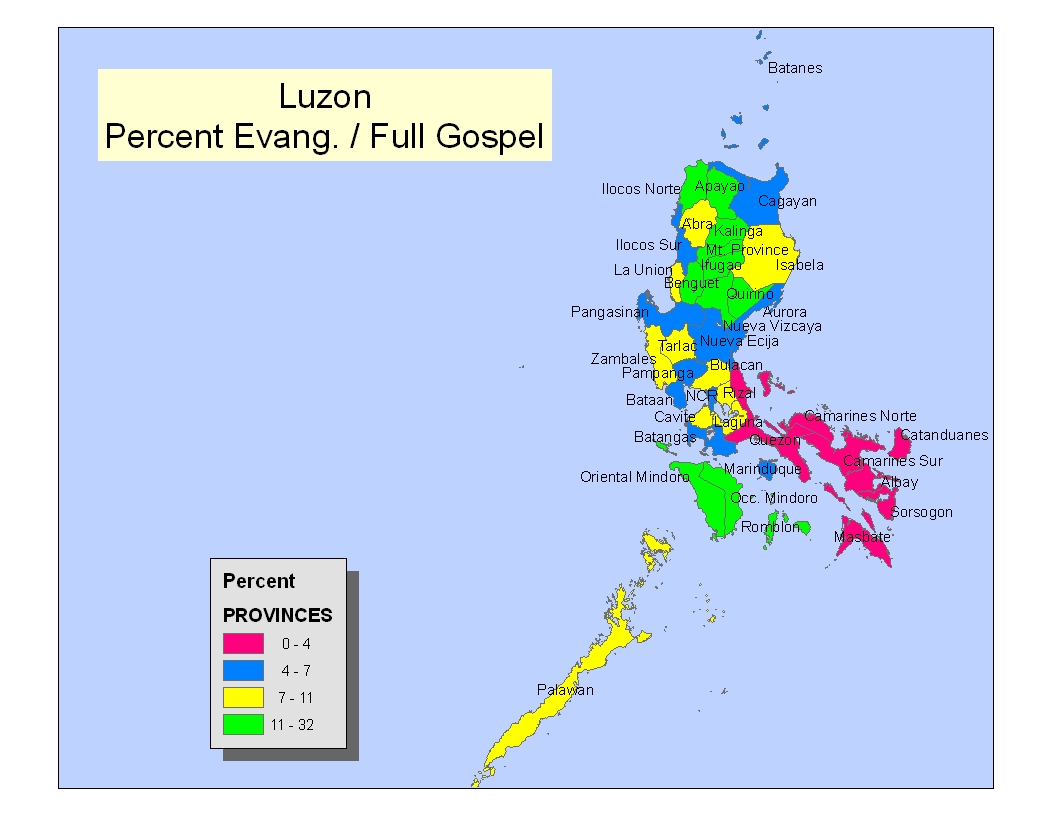 Luzon
Percent Evang. / Full Gospel
Batanes
Ilocos Norte
Apayao
Cagayan
Abra
Kalinga
Ilocos Sur
Mt. Province
La Union
Ifugao
Isabela
Benguet
Quirino
Pangasinan
Aurora
Nueva Vizcaya
Tarlac
Nueva Ecija
Zambales
Bulacan
Pampanga
Bataan
NCR
Rizal
Cavite
Laguna
Camarines Norte
Batangas
Quezon
Catanduanes
Camarines Sur
Marinduque
Oriental Mindoro
Albay
Occ. Mindoro
Sorsogon
Romblon
Masbate
Palawan
Percent
PROVINCES
0 - 4
4 - 7
7 - 11
11 - 32